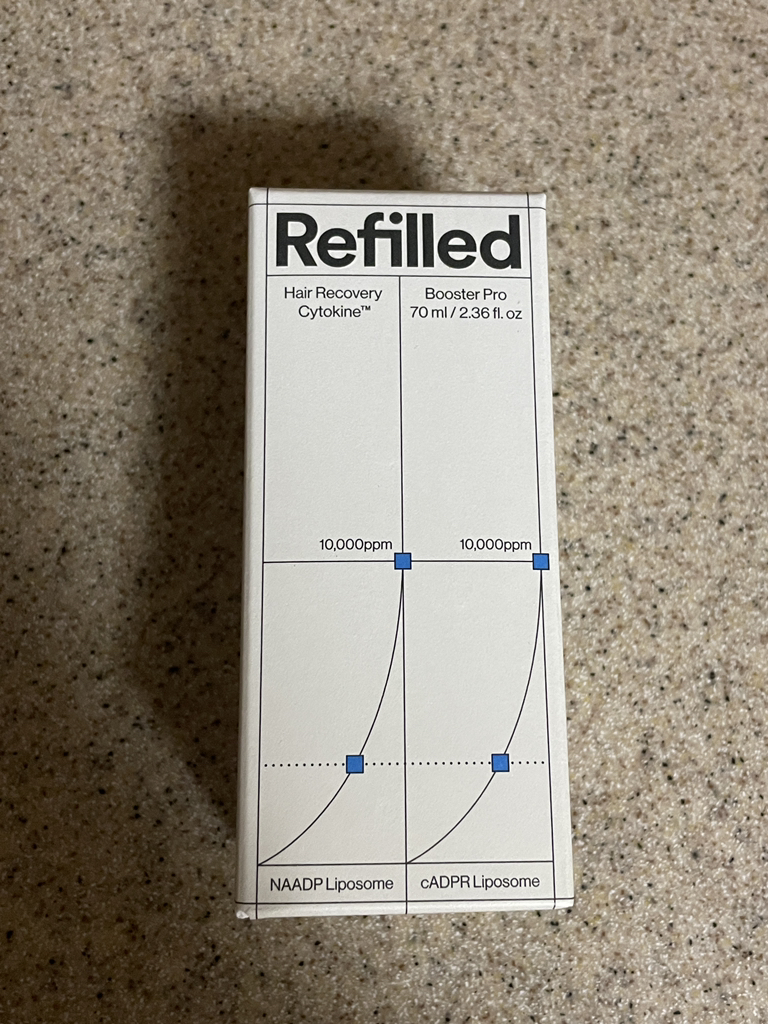 Refilled
Hair Recovery
Cytokine™
Booster Pro
70 ml / 2.36 fl. oz
10,000ppm
10,000ppm
NAADP Liposome
cADPR Liposome